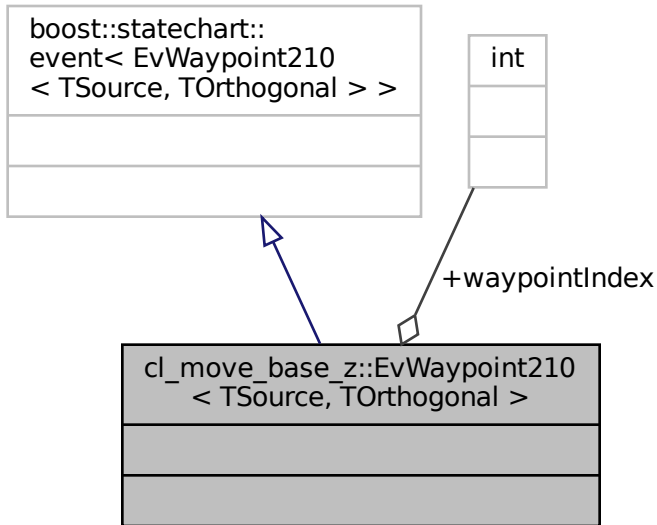 boost::statechart::
event< EvWaypoint210
< TSource, TOrthogonal > >
int
+waypointIndex
cl_move_base_z::EvWaypoint210
< TSource, TOrthogonal >